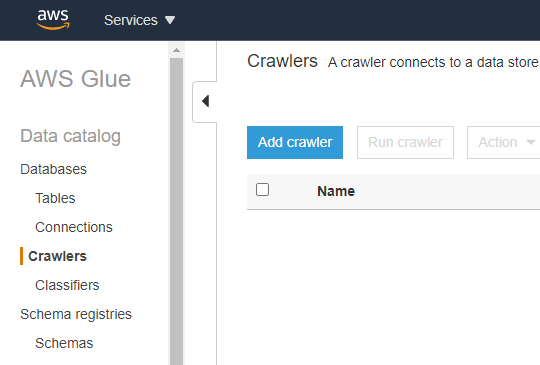 aws
Services
AWS Glue
Data catalog
Databases
Tables
Connections
Crawlers
Classifiers
Schema registries
Schemas
Crawlers A crawler connects to a data store
Add crawler
Run crawler
Action
Name